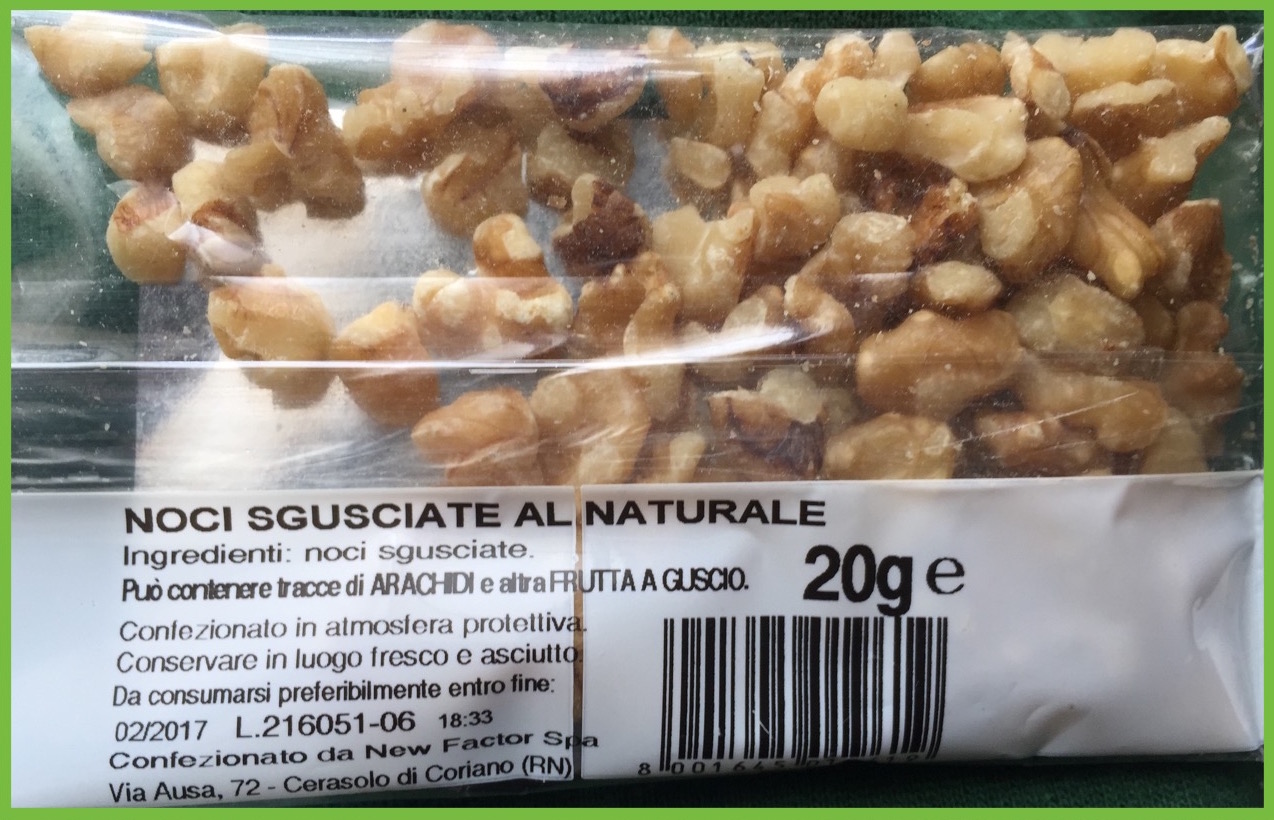 NOCI SGUSCIATE AL NATURALE
Ingredienti: noci sgusciate.
Può contenere tracce di ARACHIDI e altra FRUTTA A GUSCIO.
20g e
Confezionato in atmosfera protettiva.
Conservare in luogo fresco e asciutto.
Da consumarsi preferibilmente entro fine:
02/2017 L.216051-06 18:33
Confezionato da New Factor Spa
Via Ausa, 72 - Cerasolo di Coriano (RN)
8 001645